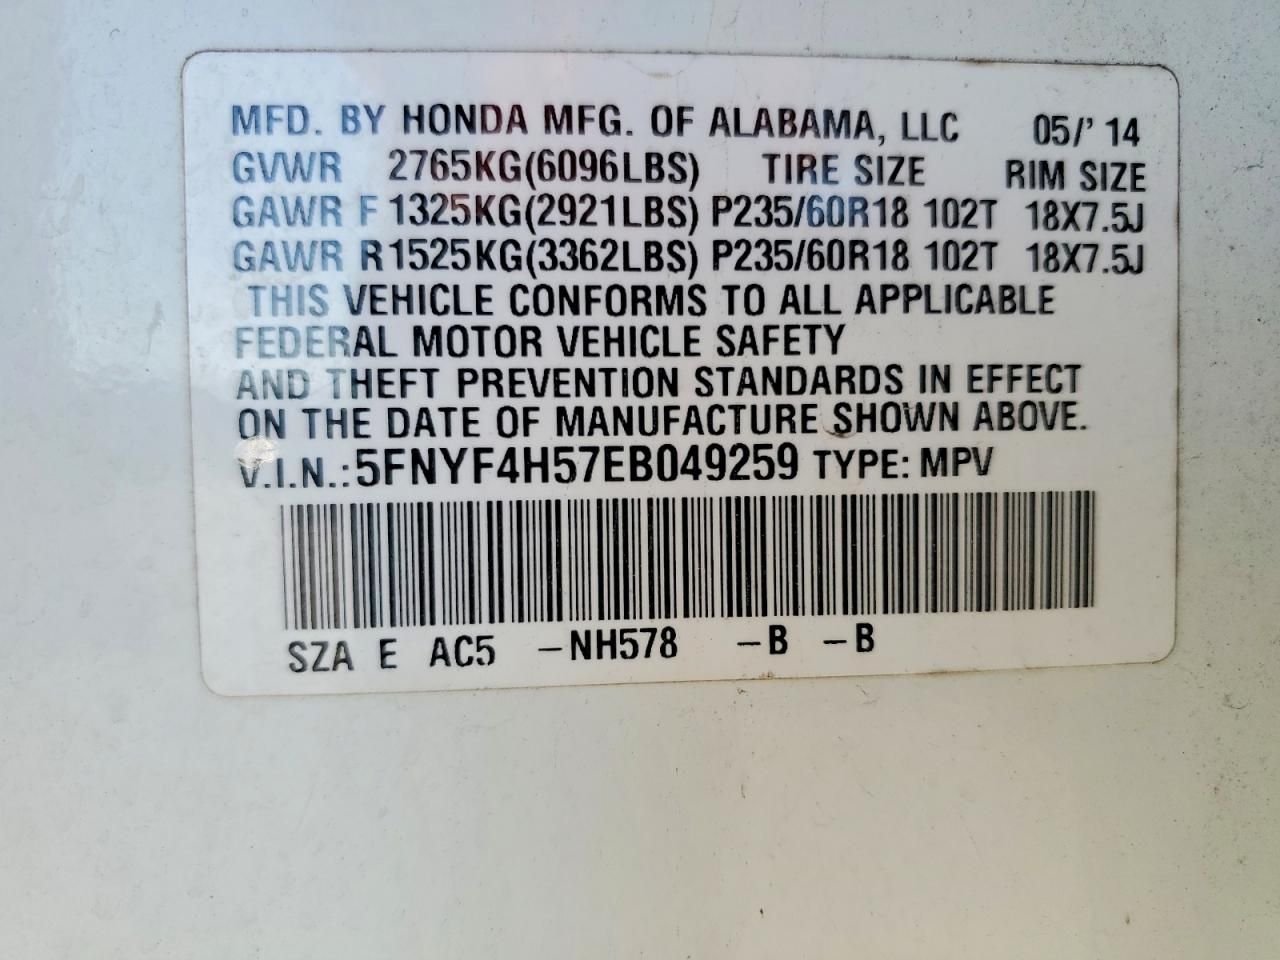 MFD. BY HONDA MFG. OF ALABAMA, LLC 05/' 14
GVWR 2765KG(6096LBS) TIRE SIZE RIM SIZE
GAWR F 1325KG(2921LBS) P235/60R18 102T 18X7.5J
GAWR R1525KG(3362LBS) P235/60R18 102T 18X7.5J
THIS VEHICLE CONFORMS TO ALL APPLICABLE
FEDERAL MOTOR VEHICLE SAFETY
AND THEFT PREVENTION STANDARDS IN EFFECT
ON THE DATE OF MANUFACTURE SHOWN ABOVE.
V.I.N.:5FNYF4H57EB049259 TYPE: MPV
SZA E AC5 –NH578 –B –B